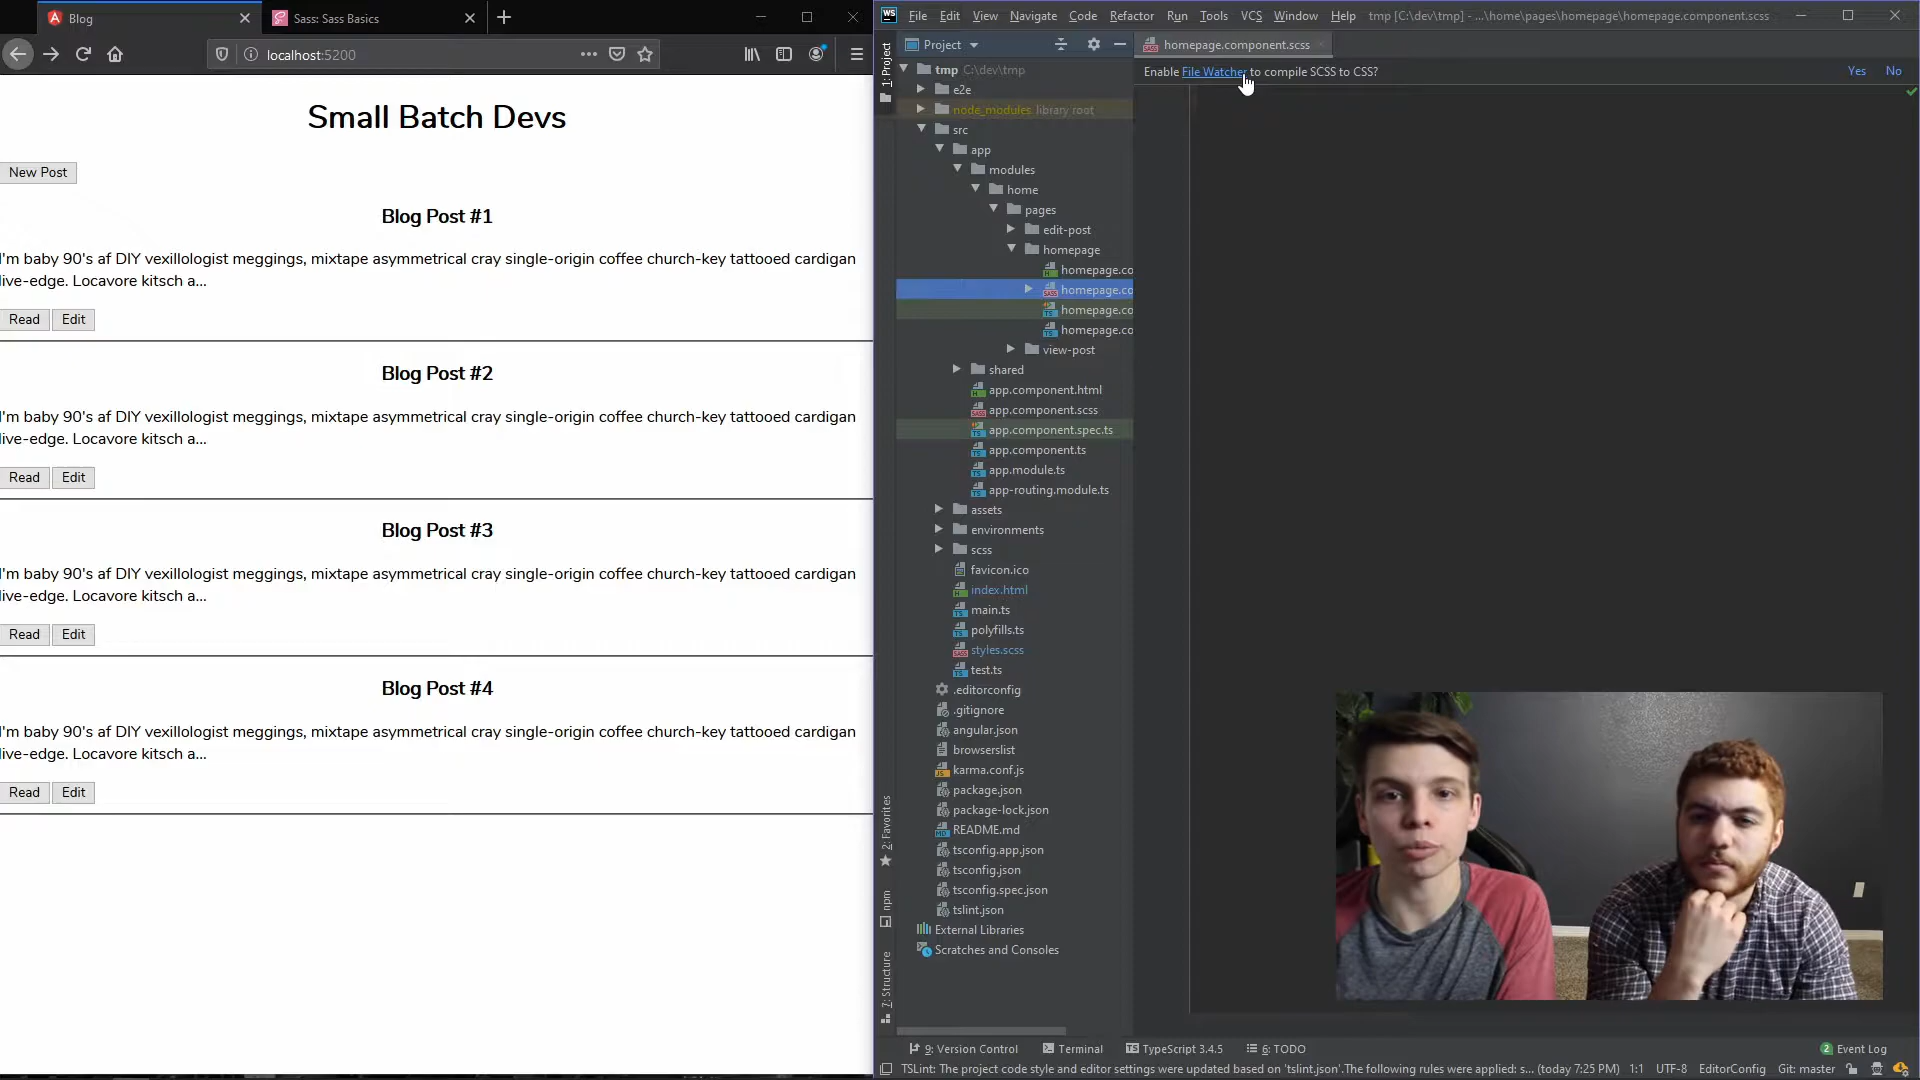 Blog
Sass: Sass Basics
localhost:5200
Small Batch Devs
New Post
Blog Post #1
I'm baby 90's af DIY vexillologist meggings, mixtape asymmetrical cray single-origin coffee church-key tattooed cardigan
live-edge. Locavore kitsch a...
Read Edit
Blog Post #2
I'm baby 90's af DIY vexillologist meggings, mixtape asymmetrical cray single-origin coffee church-key tattooed cardigan
live-edge. Locavore kitsch a...
Read Edit
Blog Post #3
I'm baby 90's af DIY vexillologist meggings, mixtape asymmetrical cray single-origin coffee church-key tattooed cardigan
live-edge. Locavore kitsch a...
Read Edit
Blog Post #4
I'm baby 90's af DIY vexillologist meggings, mixtape asymmetrical cray single-origin coffee church-key tattooed cardigan
live-edge. Locavore kitsch a...
Read Edit
WS File Edit View Navigate Code Refactor Run Tools VCS Window Help tmp [C:\dev\tmp] - ...\home\pages\homepage\homepage.component.scss
1: Project
Project
homepage.component.scss
Enable File Watcher to compile SCSS to CSS? Yes No
tmp C:\dev\tmp
e2e
node_modules library root
src
app
modules
home
pages
edit-post
homepage
homepage.co
homepage.co
homepage.co
homepage.co
view-post
shared
app.component.html
app.component.scss
app.component.spec.ts
app.component.ts
app.module.ts
app-routing.module.ts
assets
environments
scss
favicon.ico
index.html
main.ts
polyfills.ts
styles.scss
test.ts
.editorconfig
.gitignore
angular.json
browserslist
karma.conf.js
package.json
package-lock.json
README.md
tsconfig.app.json
tsconfig.json
tsconfig.spec.json
tslint.json
External Libraries
Scratches and Consoles
2: Favorites
npm
7: Structure
9: Version Control Terminal TypeScript 3.4.5 6: TODO 2 Event Log
TSLint: The project code style and editor settings were updated based on 'tslint.json'.The following rules were applied: s... (today 7:25 PM) 1:1 UTF-8 EditorConfig Git: master